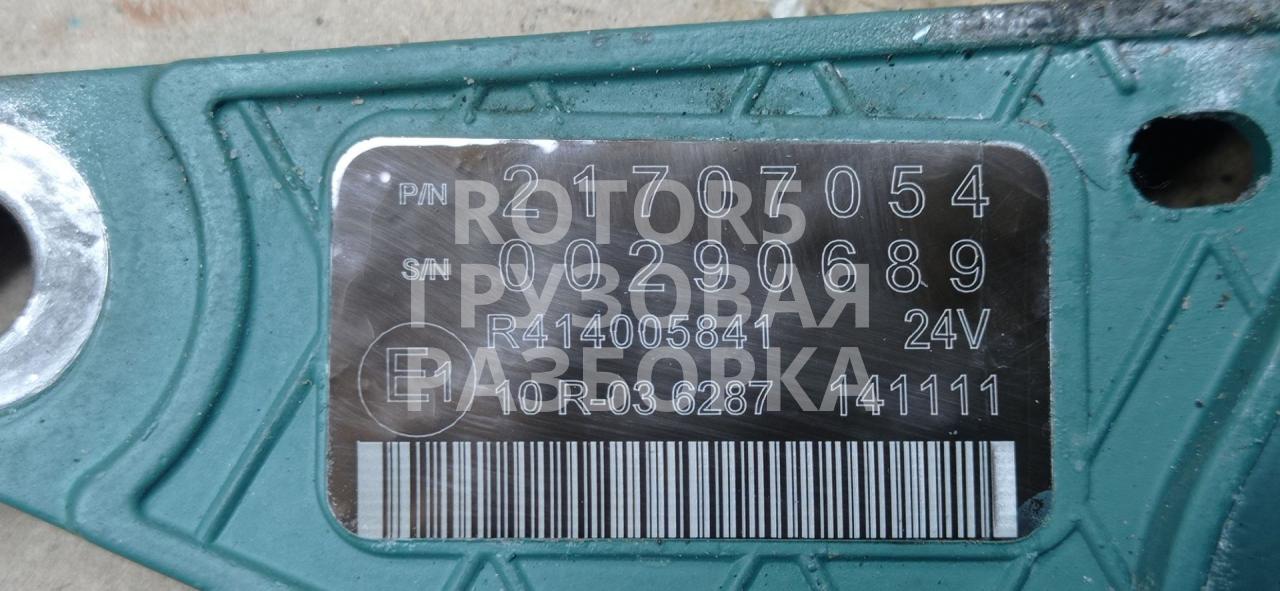 P/N 21707054
S/N 00290689
R414005841 24V
E1 10 R-03 6287 141111
ROTOR5
ГРУЗОВАЯ
РАЗБОРКА